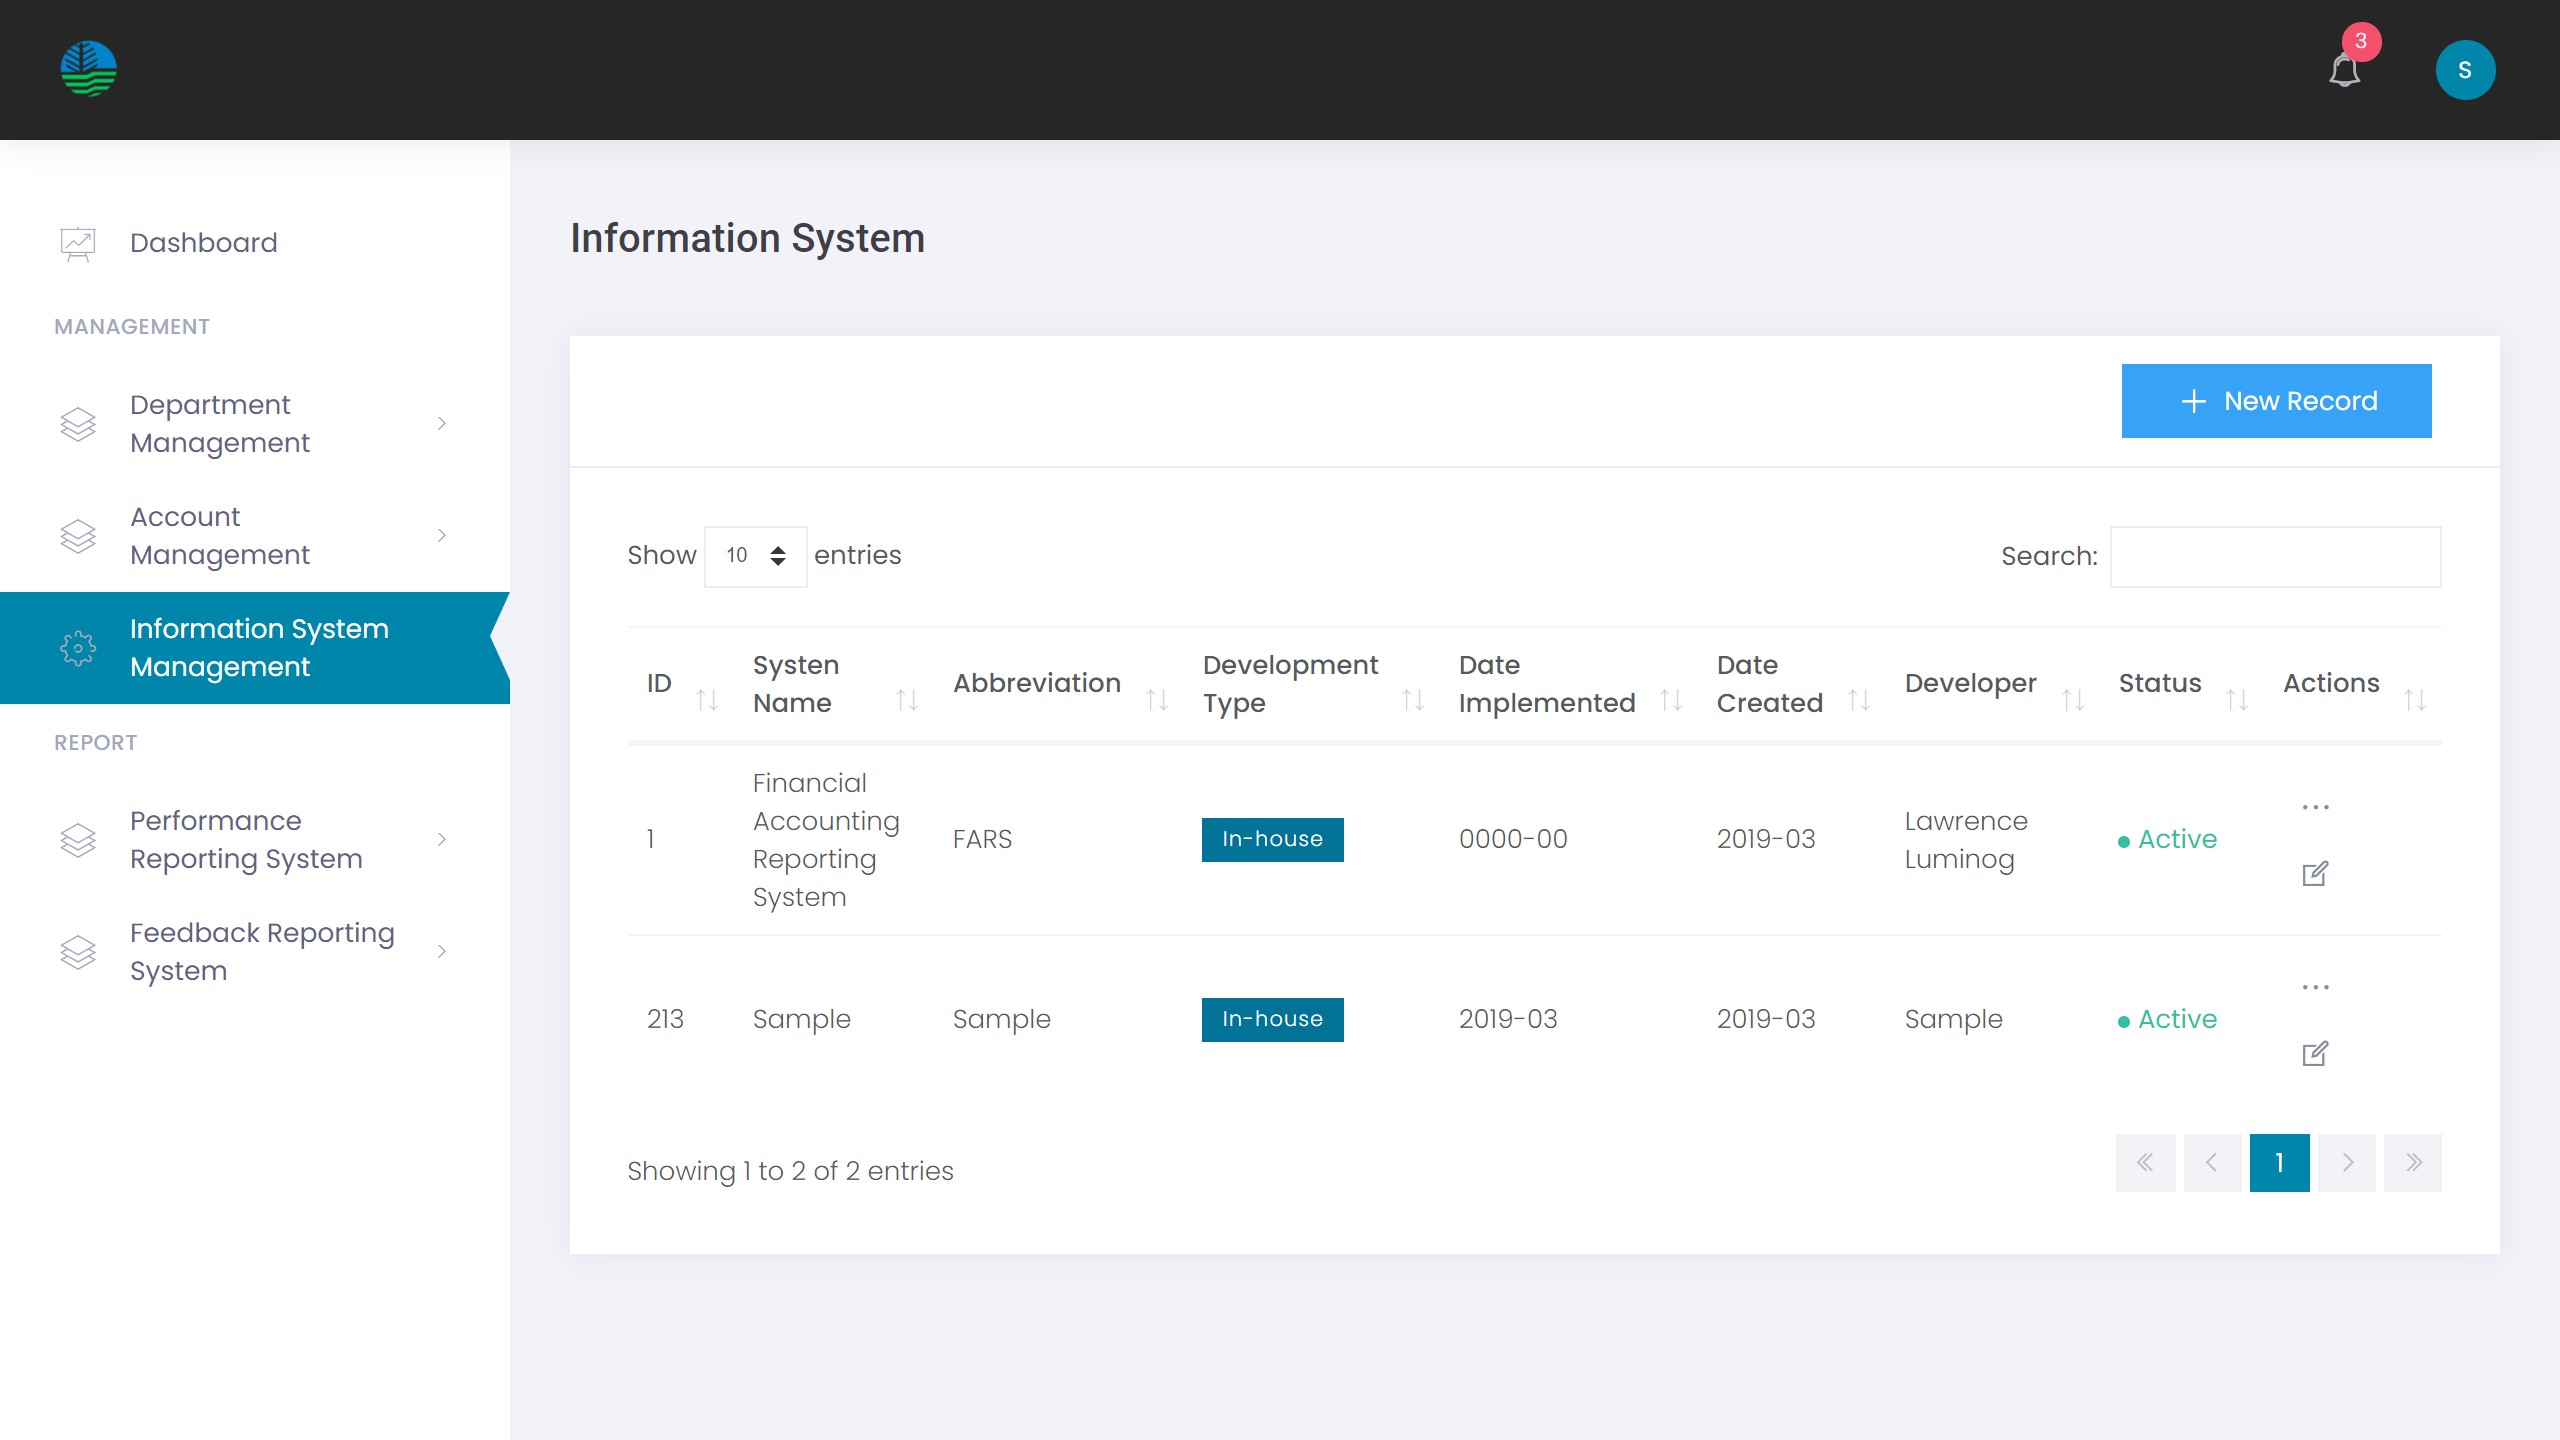 3
S
Dashboard
MANAGEMENT
Department
Management
Account
Management
Information System
Management
REPORT
Performance
Reporting System
Feedback Reporting
System
Information System
New Record
Show 10 entries
Search:
ID
Systen
Name
Abbreviation
Development
Type
Date
Implemented
Date
Created
Developer
Status
Actions
1
Financial
Accounting
Reporting
System
FARS
In-house
0000-00
2019-03
Lawrence
Luminog
Active
213
Sample
Sample
In-house
2019-03
2019-03
Sample
Active
Showing 1 to 2 of 2 entries
1